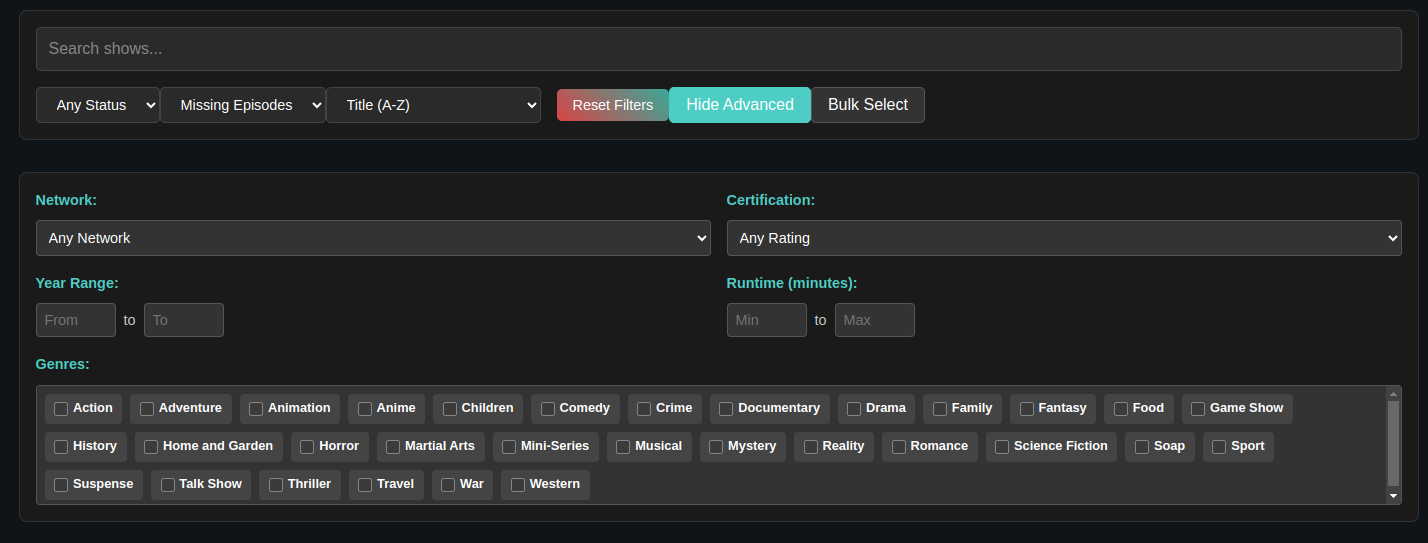 Search shows...
Any Status Missing Episodes Title (A-Z) Reset Filters Hide Advanced Bulk Select
Network: Certification:
Any Network Any Rating
Year Range: Runtime (minutes):
From to To Min to Max
Genres:
Action Adventure Animation Anime Children Comedy Crime Documentary Drama Family Fantasy Food Game Show
History Home and Garden Horror Martial Arts Mini-Series Musical Mystery Reality Romance Science Fiction Soap Sport
Suspense Talk Show Thriller Travel War Western